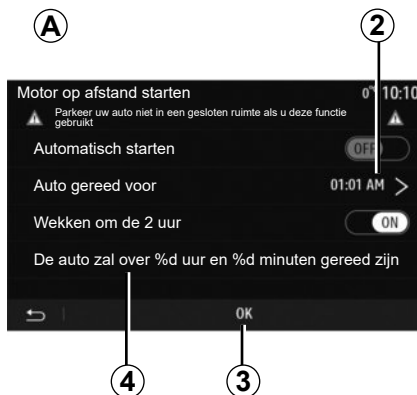 A
2
Motor op afstand starten
0° 10:10
Parkeer uw auto niet in een gesloten ruimte als u deze functie
gebruikt
Automatisch starten OFF
Auto gereed voor 01:01 AM >
Wekken om de 2 uur ON
De auto zal over %d uur en %d minuten gereed zijn
OK
4
3